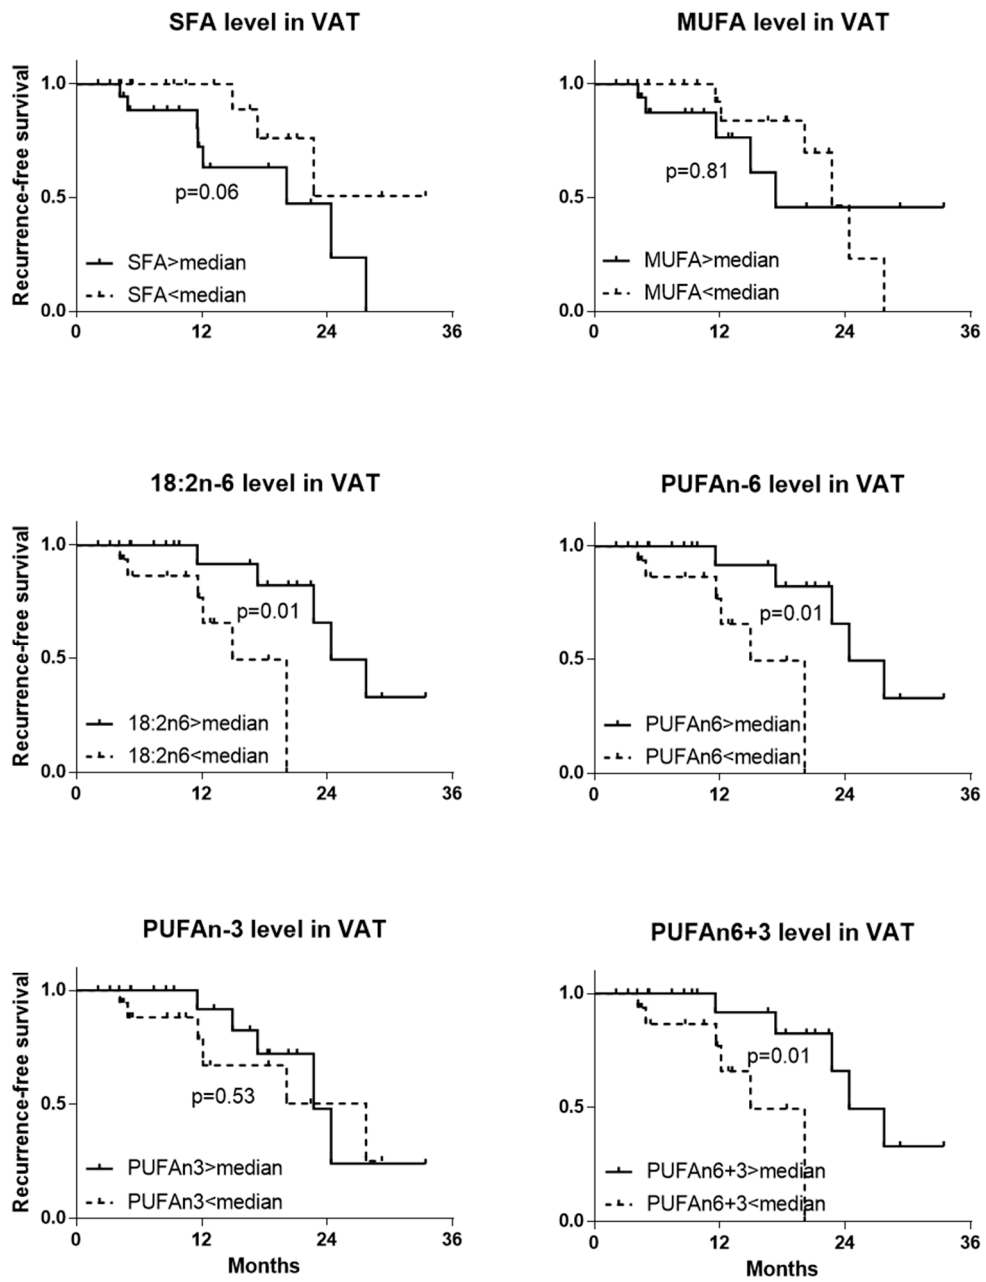 SFA level in VAT
Recurrence-free survival
1.0
0.5
0.0
p=0.06
SFA>median
SFA<median
0 12 24 36
MUFA level in VAT
1.0
0.5
0.0
p=0.81
MUFA>median
MUFA<median
0 12 24 36
18:2n-6 level in VAT
Recurrence-free survival
1.0
0.5
0.0
p=0.01
18:2n6>median
18:2n6<median
0 12 24 36
PUFAn-6 level in VAT
1.0
0.5
0.0
p=0.01
PUFAn6>median
PUFAn6<median
0 12 24 36
PUFAn-3 level in VAT
Recurrence-free survival
1.0
0.5
0.0
p=0.53
PUFAn3>median
PUFAn3<median
0 12 24 36
Months
PUFAn6+3 level in VAT
1.0
0.5
0.0
p=0.01
PUFAn6+3>median
PUFAn6+3<median
0 12 24 36
Months